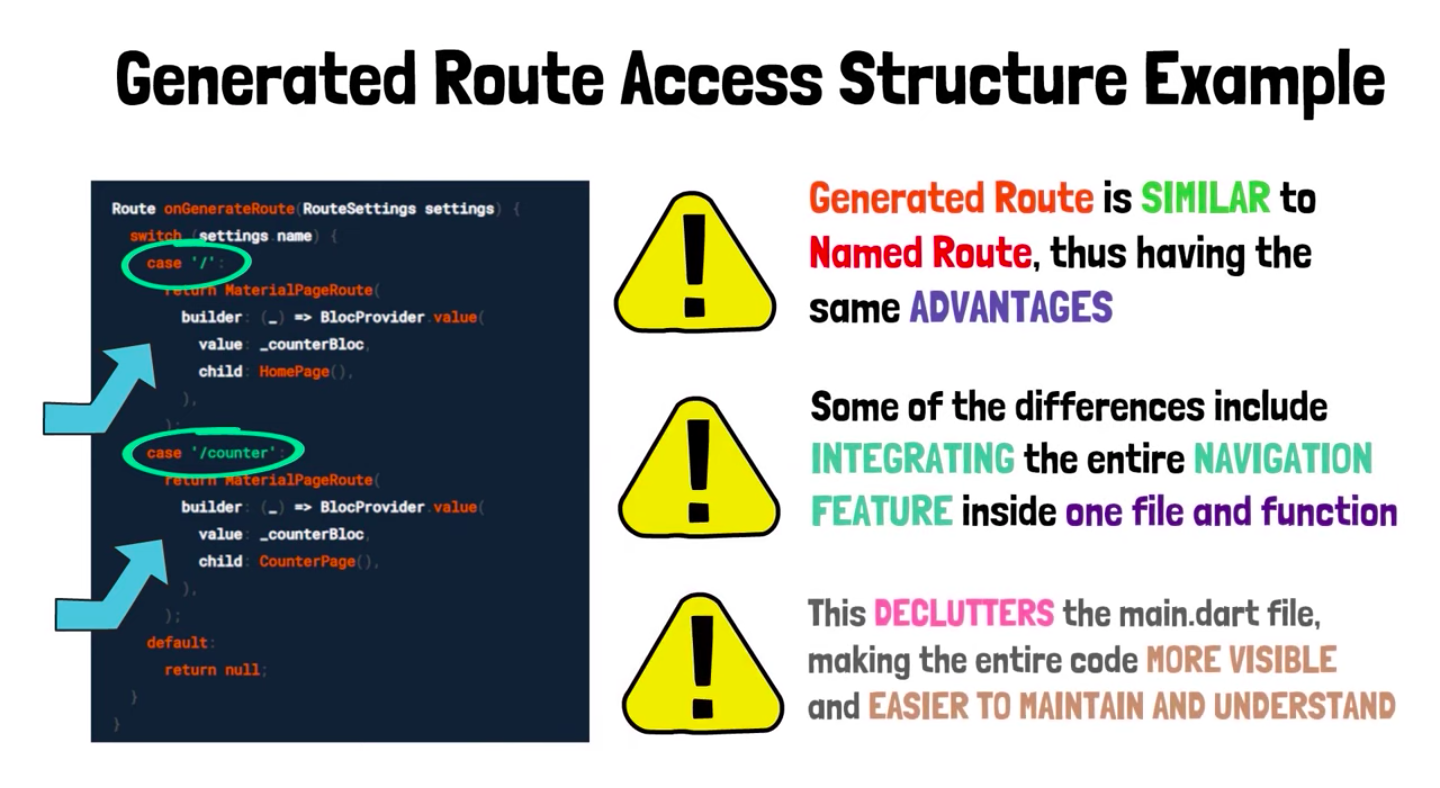 Generated Route Access Structure Example
Route onGenerateRoute(RouteSettings settings) {
switch (settings.name) {
case '/':
return MaterialPageRoute(
builder: (_) => BlocProvider.value(
value: _counterBloc,
child: HomePage(),
),
);
case '/counter':
return MaterialPageRoute(
builder: (_) => BlocProvider.value(
value: _counterBloc,
child: CounterPage(),
),
);
default:
return null;
}
}
Generated Route is SIMILAR to
Named Route, thus having the
same ADVANTAGES
Some of the differences include
INTEGRATING the entire NAVIGATION
FEATURE inside one file and function
This DECLUTTERS the main.dart file,
making the entire code MORE VISIBLE
and EASIER TO MAINTAIN AND UNDERSTAND